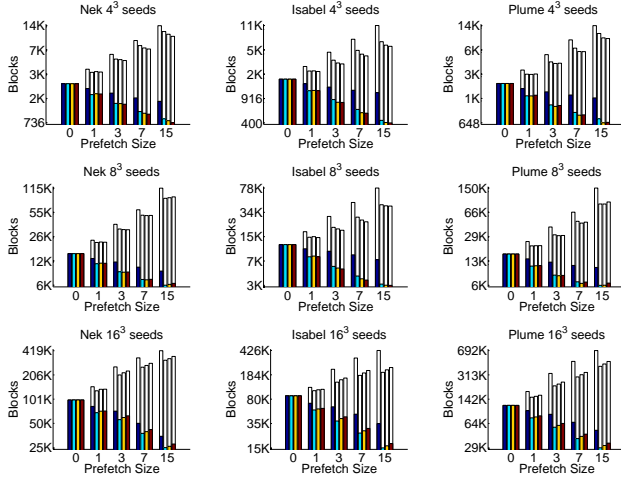 Nek 4³ seeds
14K
7K
3K
2K
736
Blocks
0 1 3 7 15
Prefetch Size
Isabel 4³ seeds
11K
5K
2K
916
400
Blocks
0 1 3 7 15
Prefetch Size
Plume 4³ seeds
14K
7K
3K
1K
648
Blocks
0 1 3 7 15
Prefetch Size
Nek 8³ seeds
115K
55K
26K
12K
6K
Blocks
0 1 3 7 15
Prefetch Size
Isabel 8³ seeds
78K
34K
15K
7K
3K
Blocks
0 1 3 7 15
Prefetch Size
Plume 8³ seeds
150K
66K
29K
13K
6K
Blocks
0 1 3 7 15
Prefetch Size
Nek 16³ seeds
419K
206K
101K
50K
25K
Blocks
0 1 3 7 15
Prefetch Size
Isabel 16³ seeds
426K
184K
80K
35K
15K
Blocks
0 1 3 7 15
Prefetch Size
Plume 16³ seeds
692K
313K
142K
64K
29K
Blocks
0 1 3 7 15
Prefetch Size